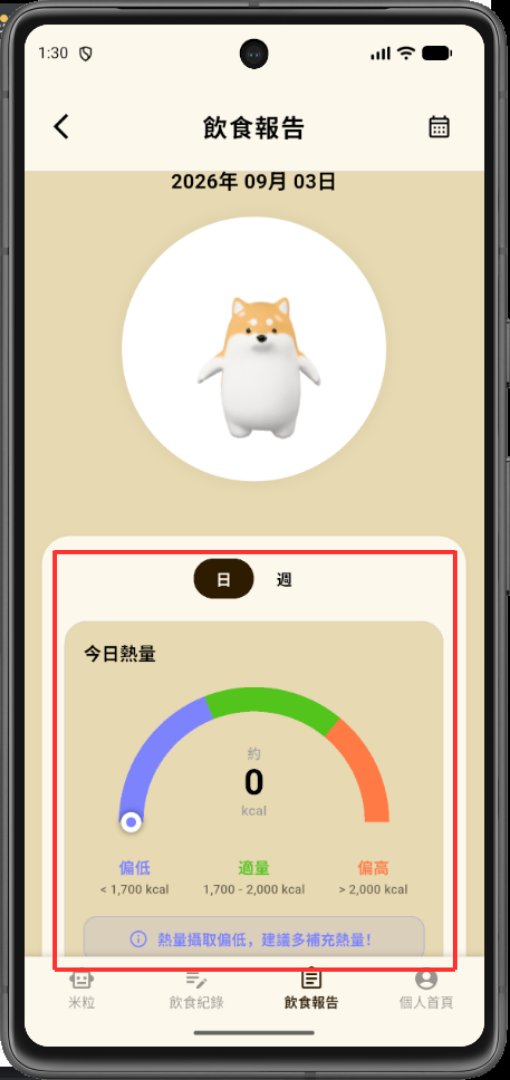 1:30
飲食報告
2026年 09月 03日
日 週
今日熱量
約
0
kcal
偏低 適量 偏高
< 1,700 kcal 1,700 - 2,000 kcal > 2,000 kcal
熱量攝取偏低，建議多補充熱量！
米粒 飲食紀錄 飲食報告 個人首頁